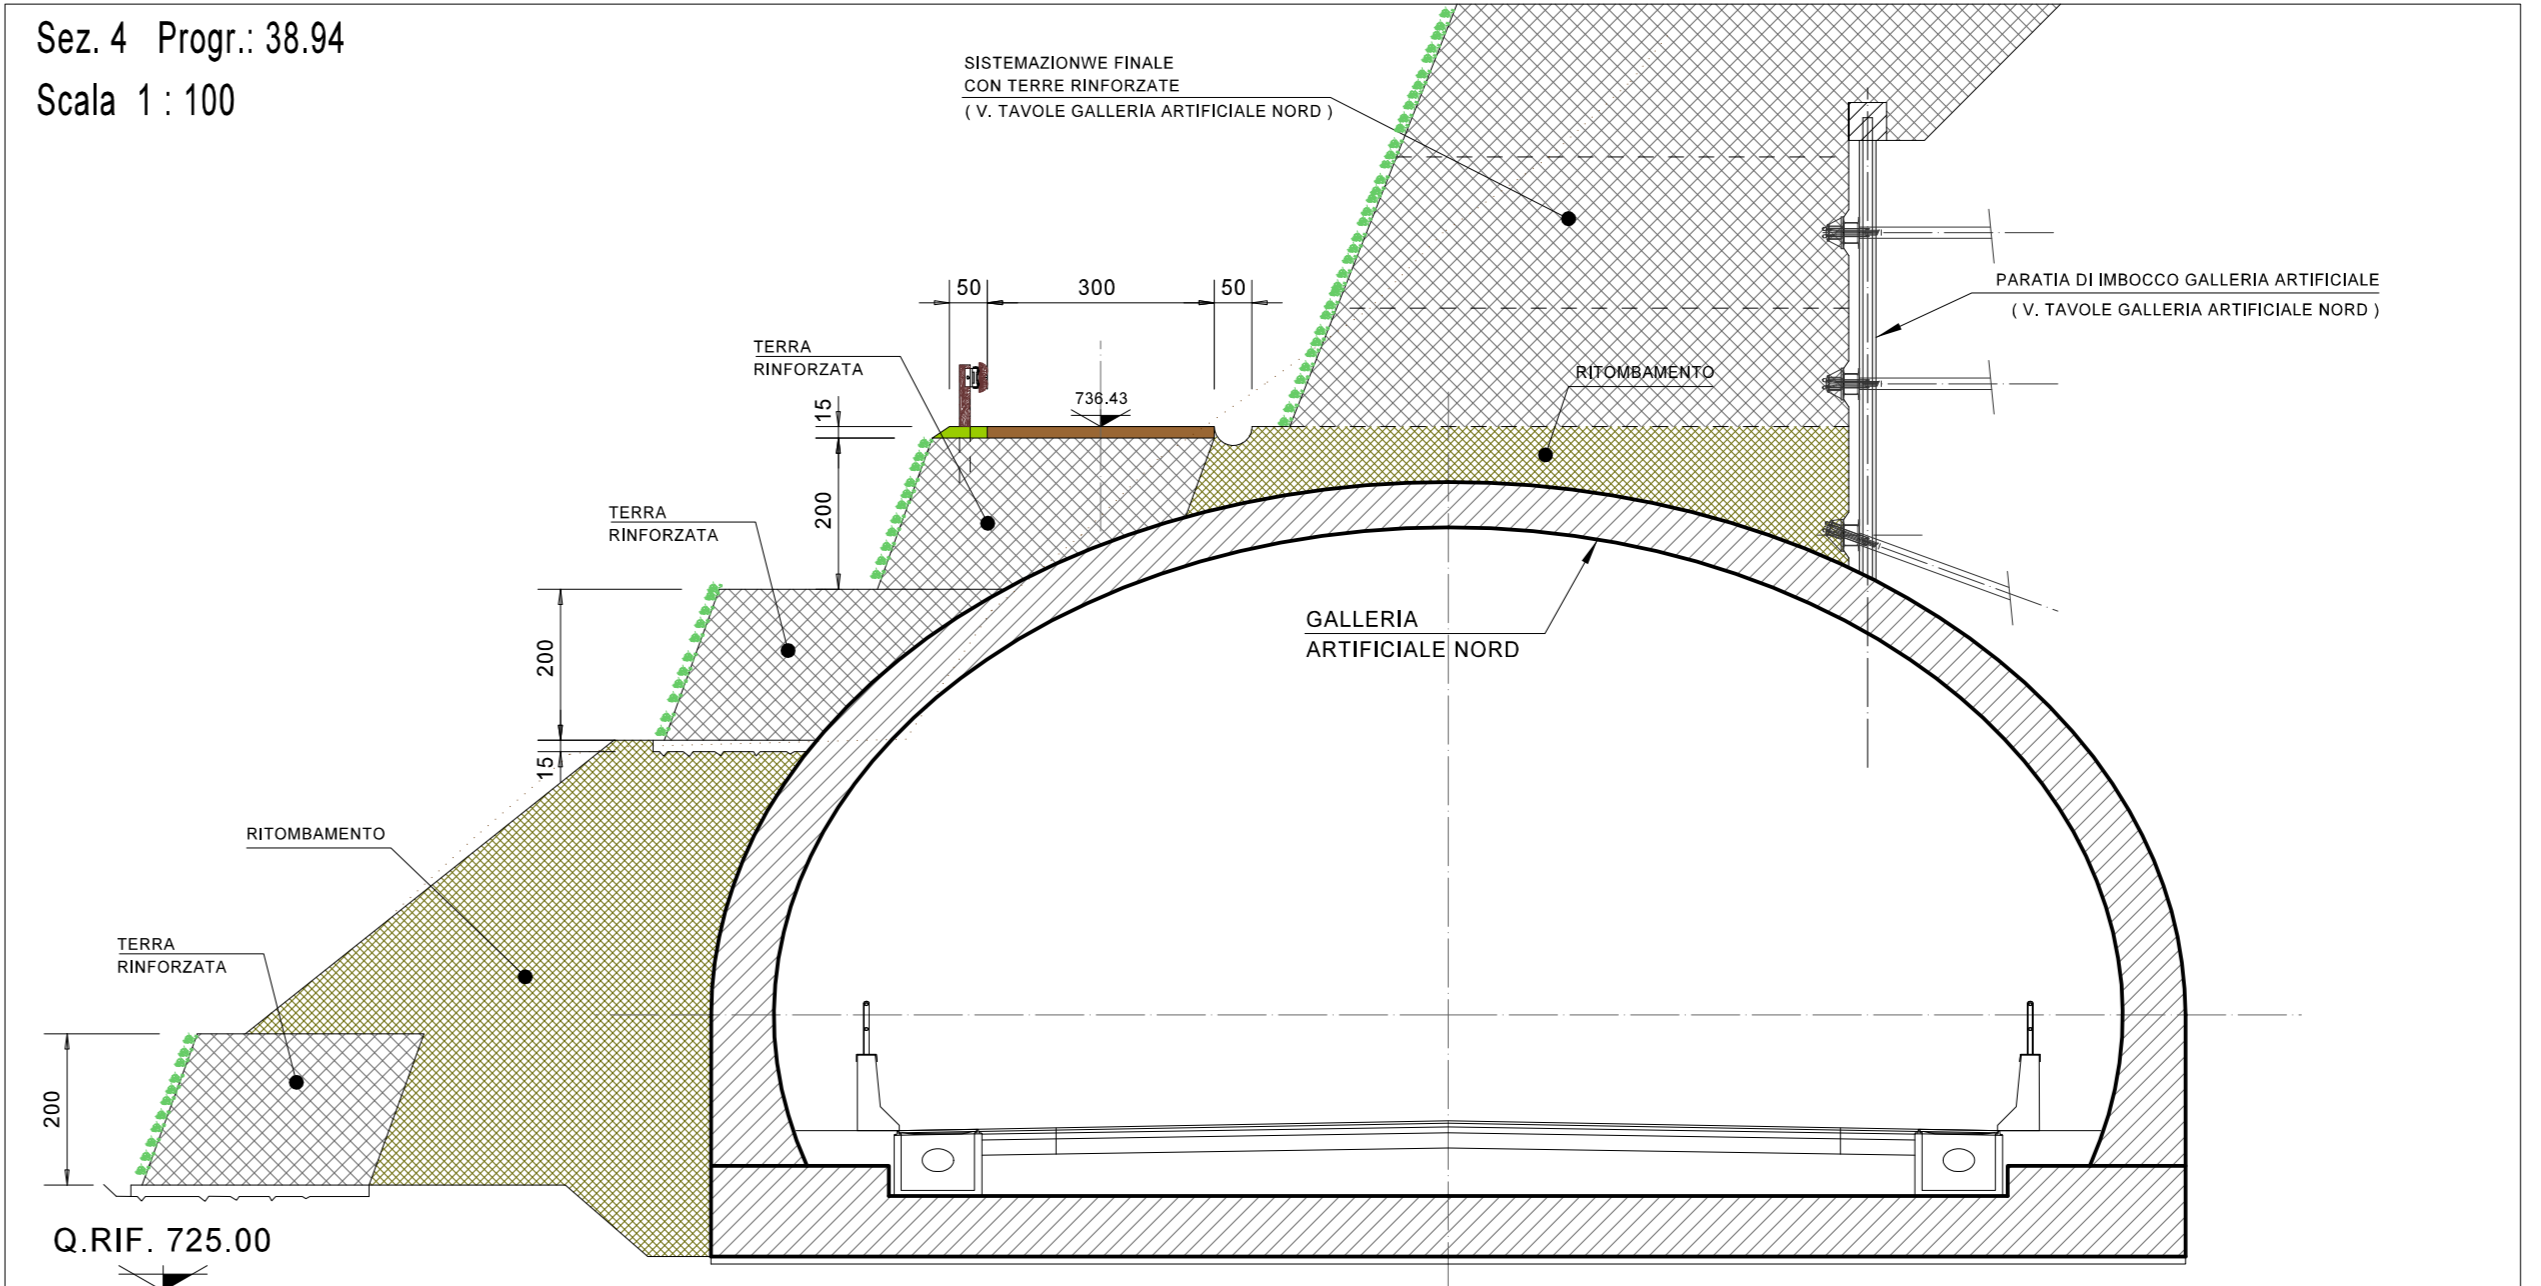 Sez. 4 Progr.: 38.94
Scala 1 : 100
SISTEMAZIONWE FINALE
CON TERRE RINFORZATE
( V. TAVOLE GALLERIA ARTIFICIALE NORD )
PARATIA DI IMBOCCO GALLERIA ARTIFICIALE
( V. TAVOLE GALLERIA ARTIFICIALE NORD )
50
300
50
TERRA
RINFORZATA
RITOMBAMENTO
736.43
15
200
TERRA
RINFORZATA
GALLERIA
ARTIFICIALE NORD
200
15
RITOMBAMENTO
TERRA
RINFORZATA
200
Q.RIF. 725.00